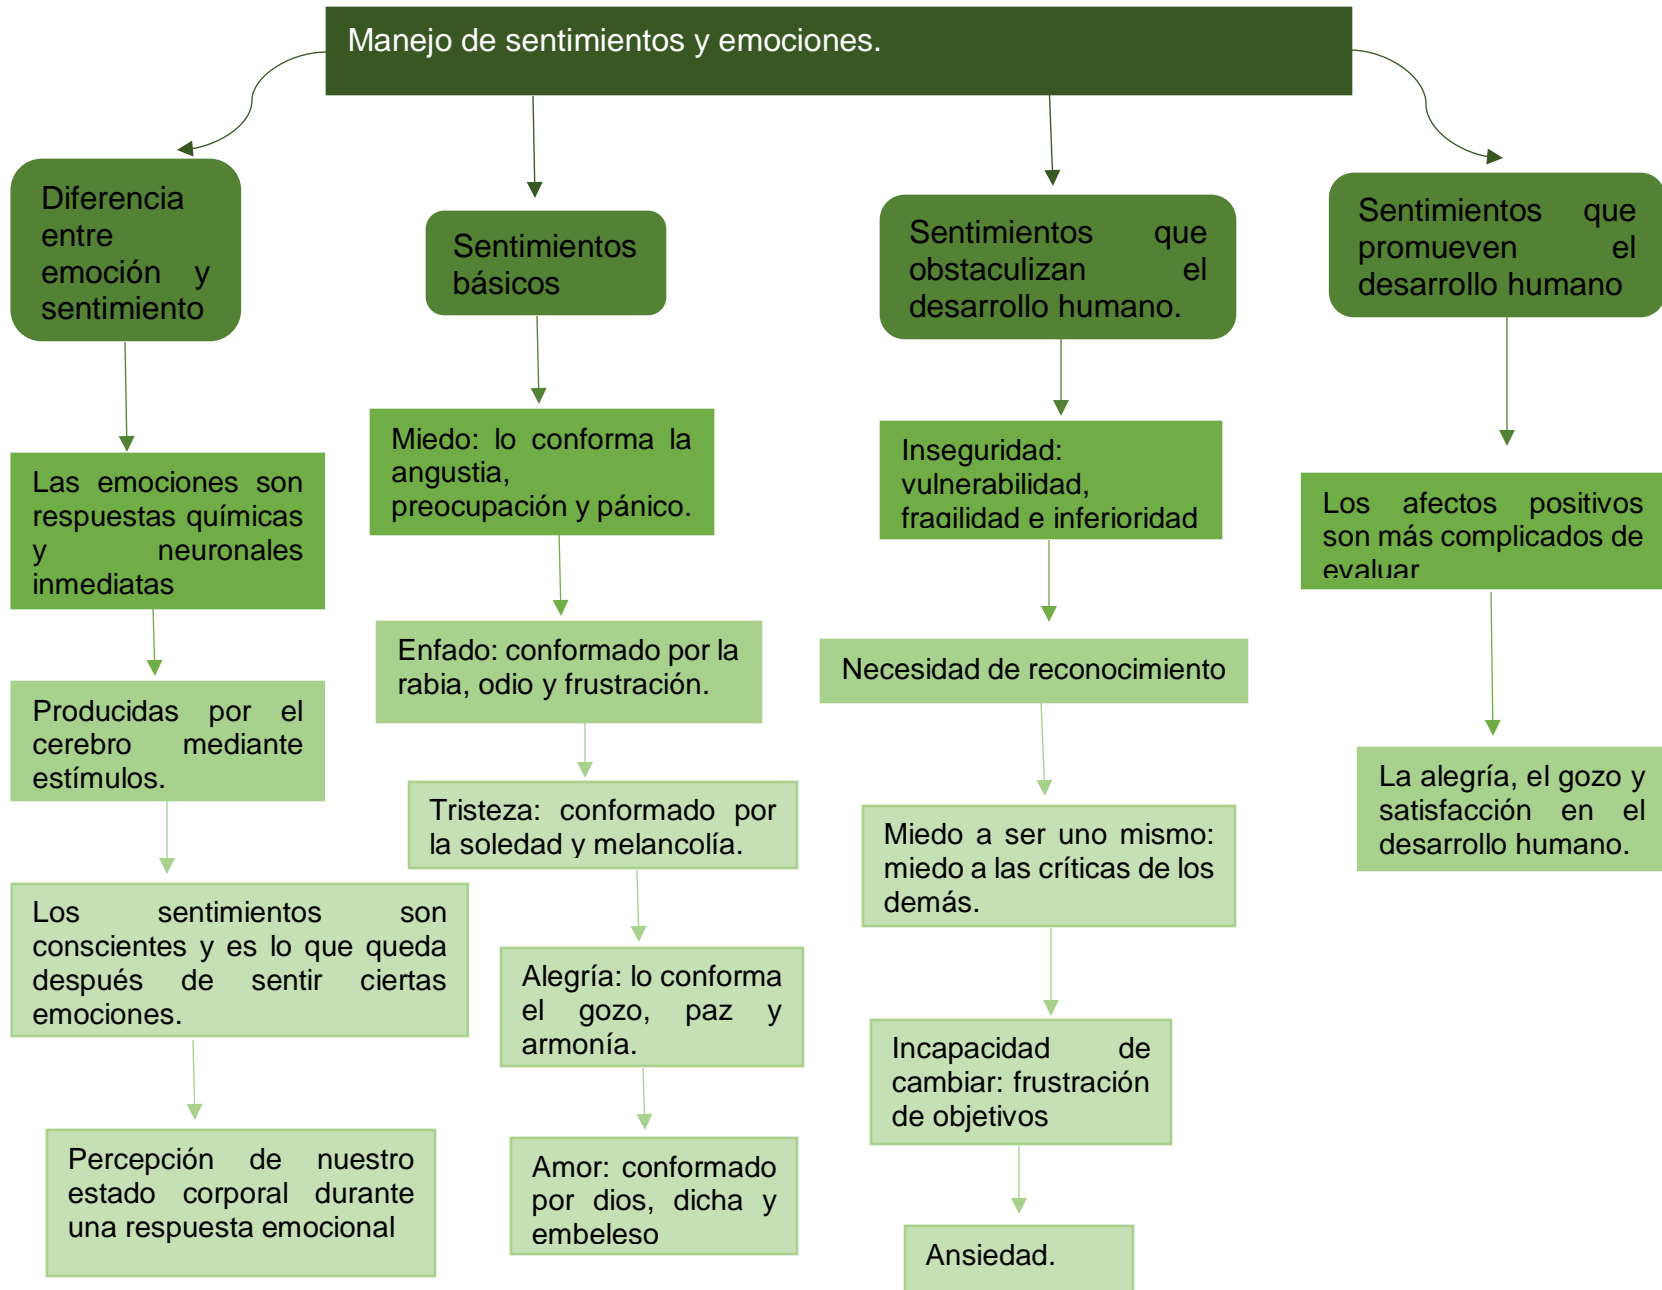 Manejo de sentimientos y emociones.
Diferencia
entre
emoción y
sentimiento
Las emociones son
respuestas químicas
y neuronales
inmediatas
Producidas por el
cerebro mediante
estímulos.
Los sentimientos son
conscientes y es lo que queda
después de sentir ciertas
emociones.
Percepción de nuestro
estado corporal durante
una respuesta emocional
Sentimientos
básicos
Miedo: lo conforma la
angustia,
preocupación y pánico.
Enfado: conformado por la
rabia, odio y frustración.
Tristeza: conformado por
la soledad y melancolía.
Alegría: lo conforma
el gozo, paz y
armonía.
Amor: conformado
por dios, dicha y
embeleso
Sentimientos que
obstaculizan el
desarrollo humano.
Inseguridad:
vulnerabilidad,
fragilidad e inferioridad
Necesidad de reconocimiento
Miedo a ser uno mismo:
miedo a las críticas de los
demás.
Incapacidad de
cambiar: frustración
de objetivos
Ansiedad.
Sentimientos que
promueven el
desarrollo humano
Los afectos positivos
son más complicados de
evaluar
La alegría, el gozo y
satisfacción en el
desarrollo humano.